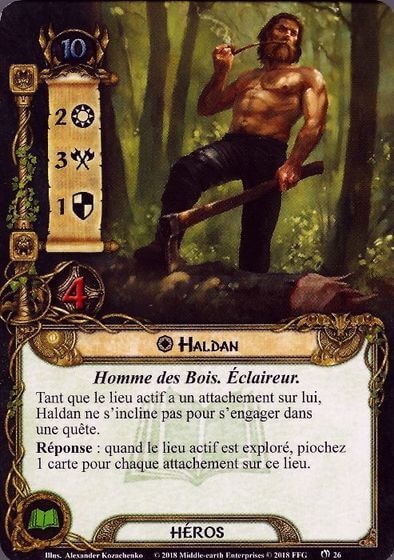 10
2
3
1
4
HALDAN
Homme des Bois. Éclaireur.
Tant que le lieu actif a un attachement sur lui,
Haldan ne s'incline pas pour s'engager dans
une quête.
Réponse : quand le lieu actif est exploré, piochez
1 carte pour chaque attachement sur ce lieu.
HÉROS
Illus. Alexander Kozachenko © 2018 Middle-earth Enterprises © 2018 FFG 26